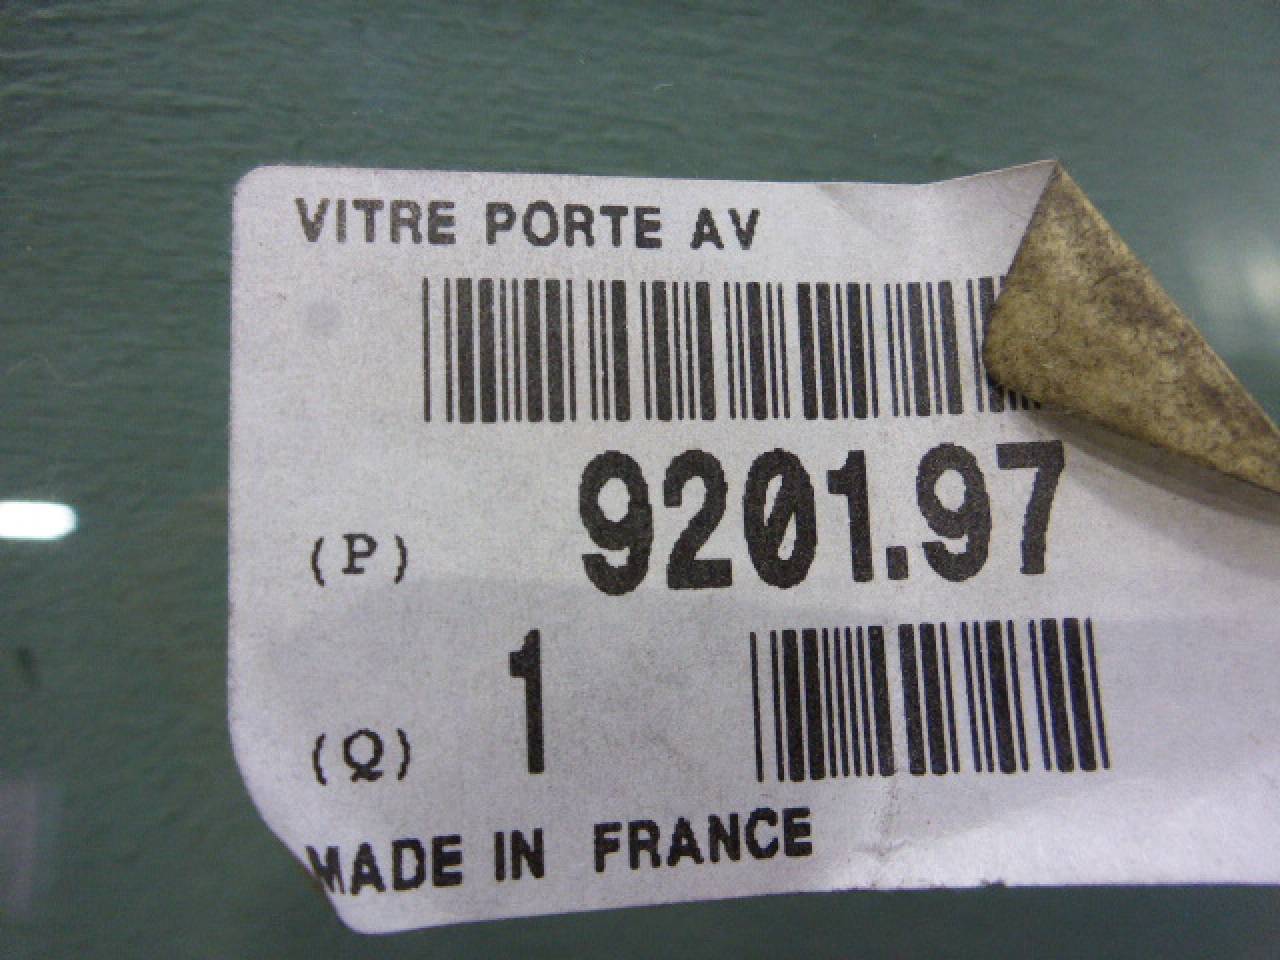 VITRE PORTE AV
(P) 9201.97
(Q) 1
MADE IN FRANCE